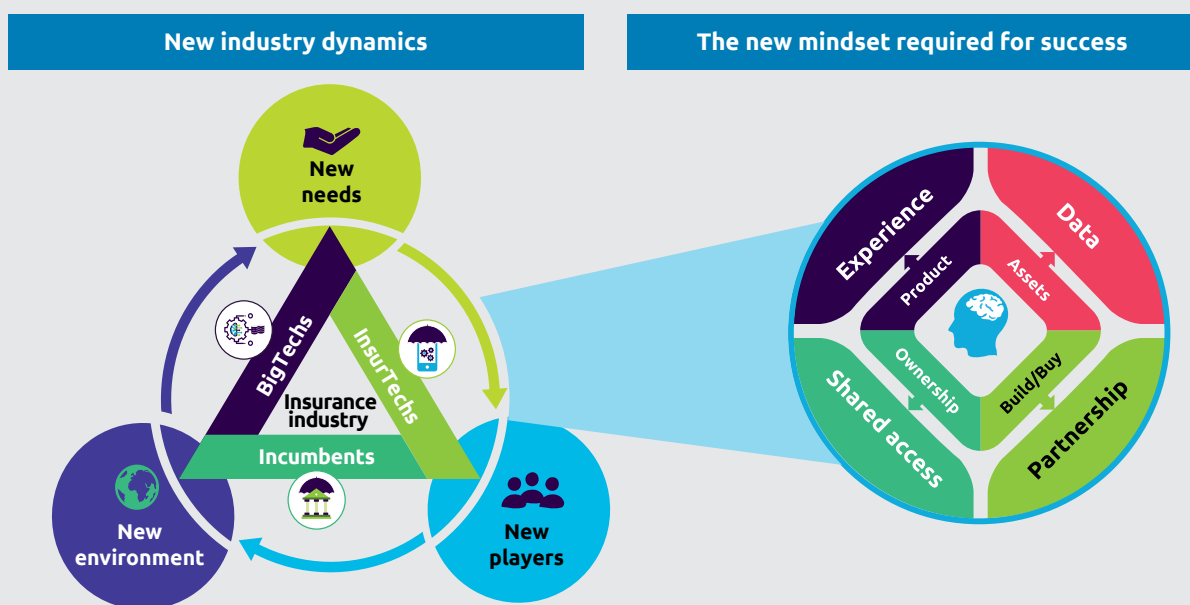 New industry dynamics
The new mindset required for success
New
needs
BigTechs
InsurTechs
Insurance
industry
Incumbents
New
environment
New
players
Experience
Data
Product
Assets
Ownership
Build/Buy
Shared access
Partnership